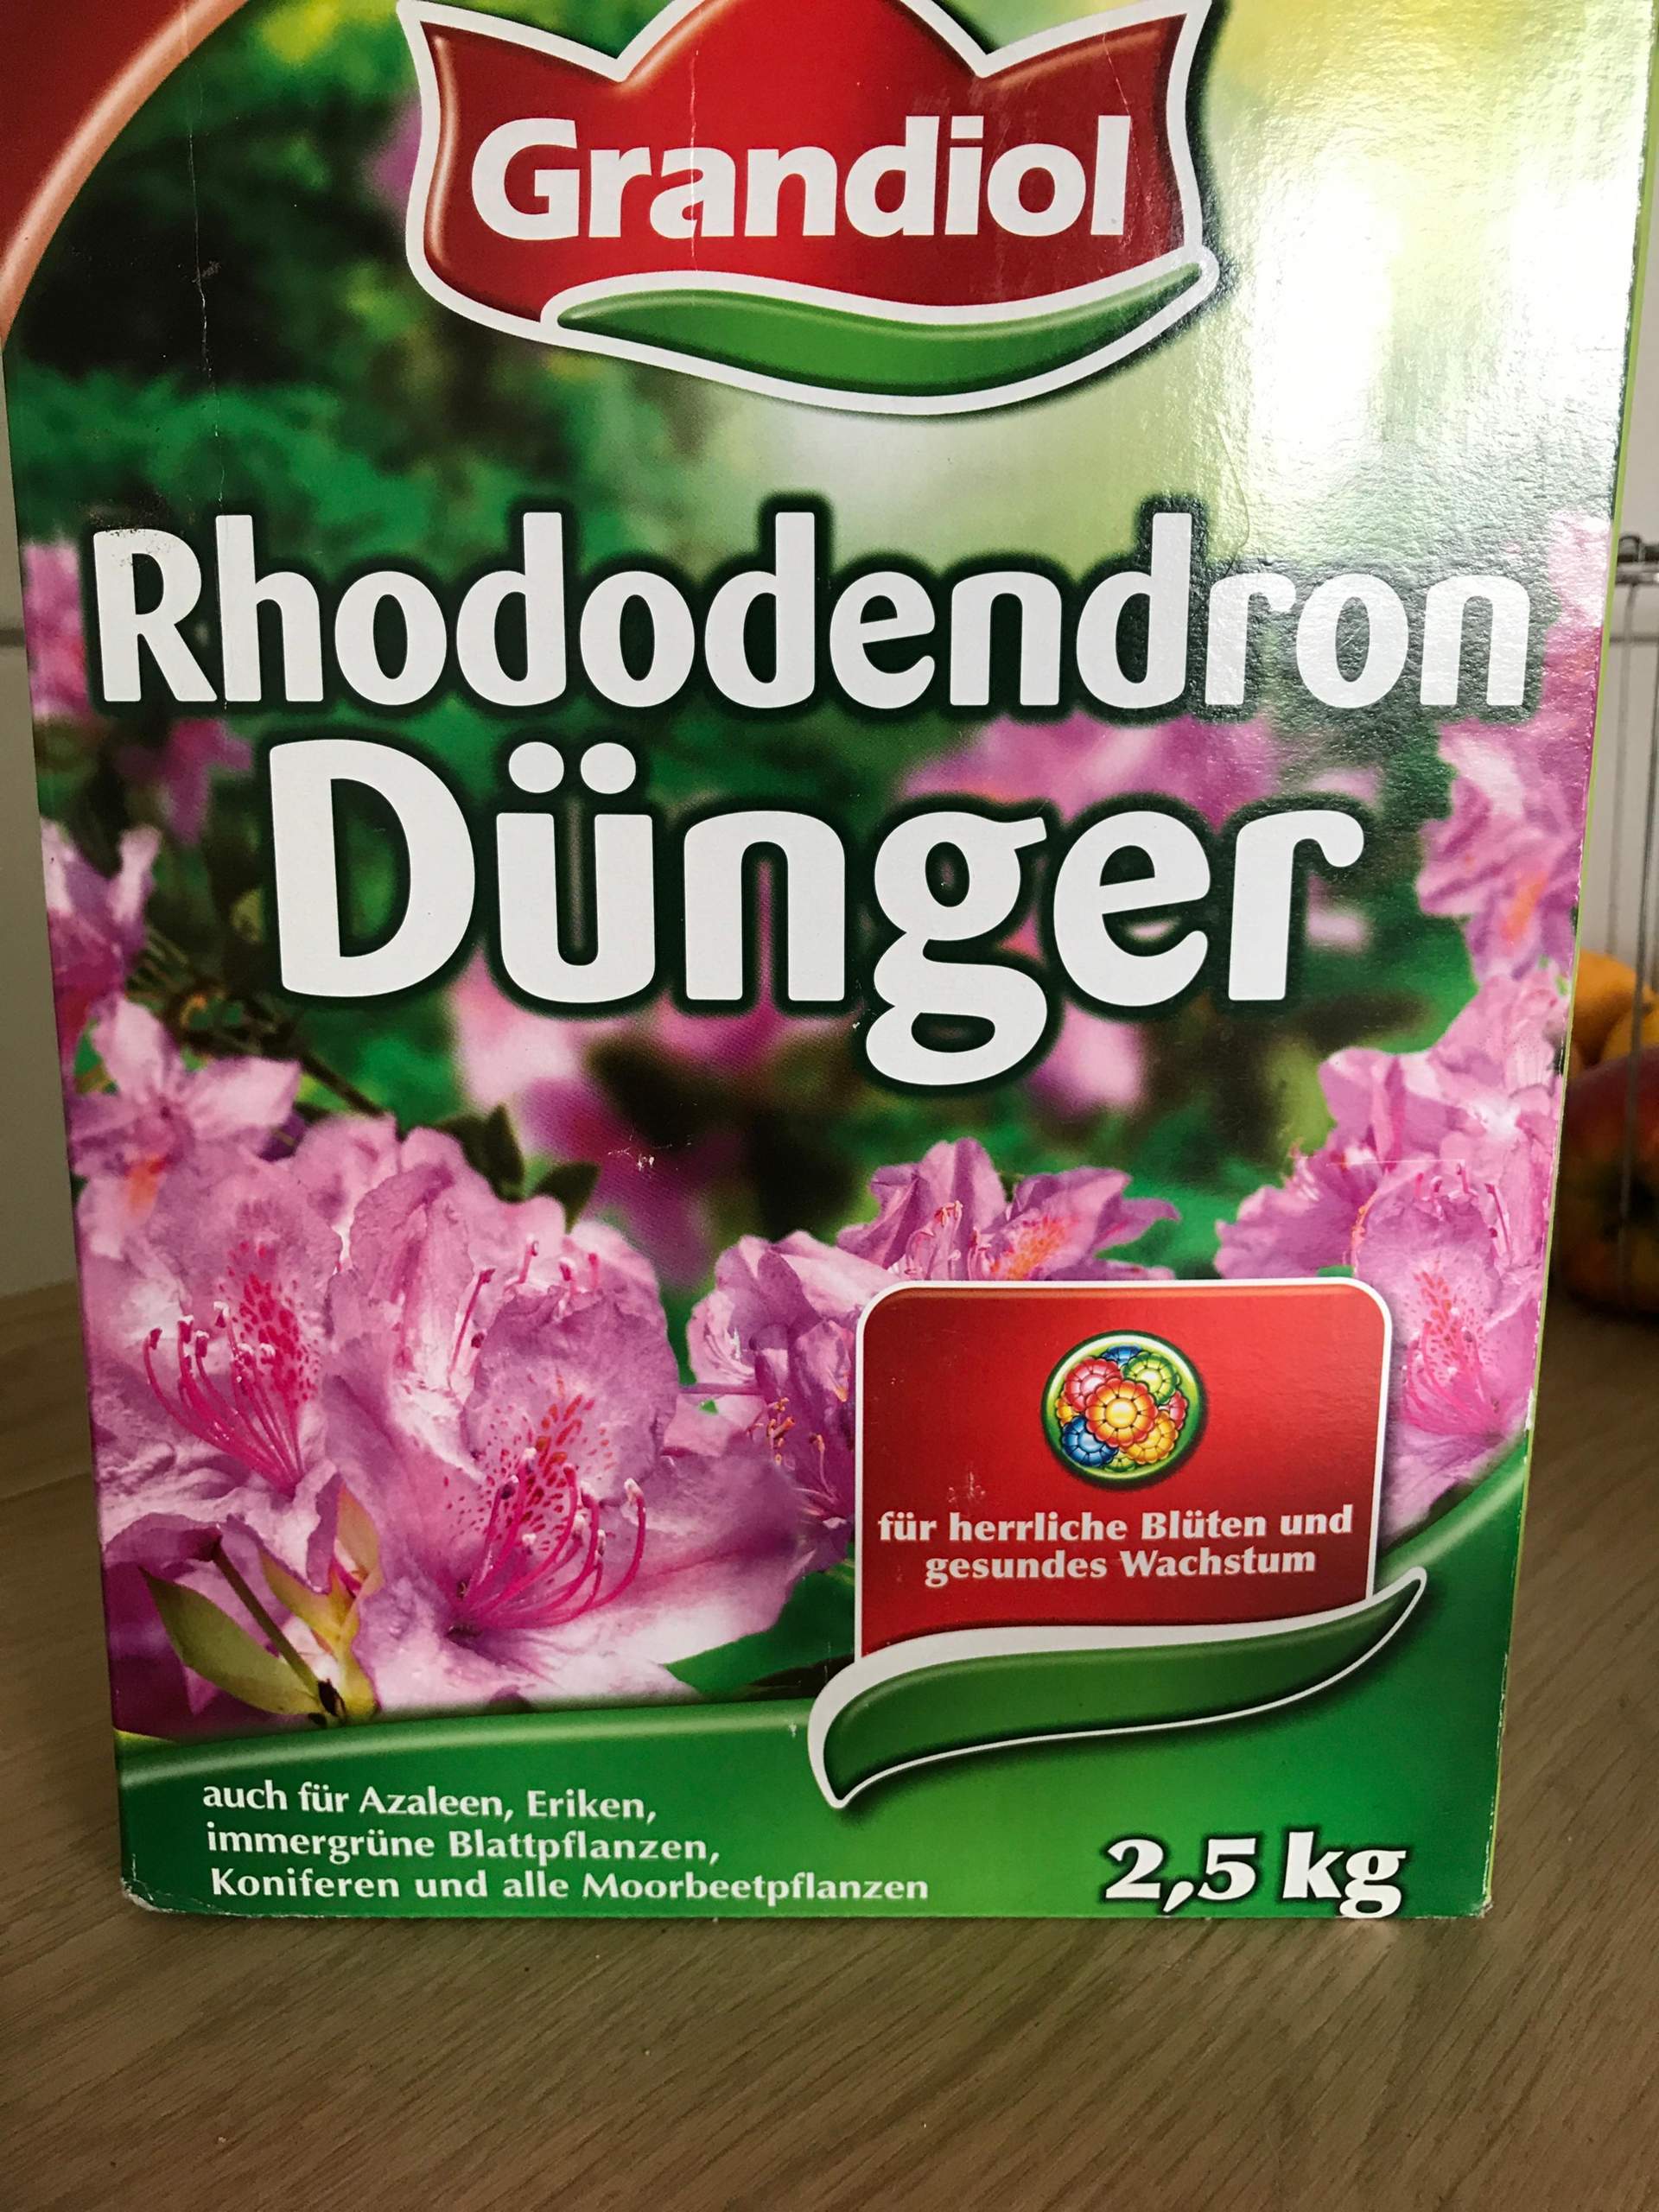 Grandiol
Rhododendron
Dünger
für herrliche Blüten und
gesundes Wachstum
auch für Azaleen, Eriken,
immergrüne Blattpflanzen,
Koniferen und alle Moorbeetpflanzen
2,5 kg